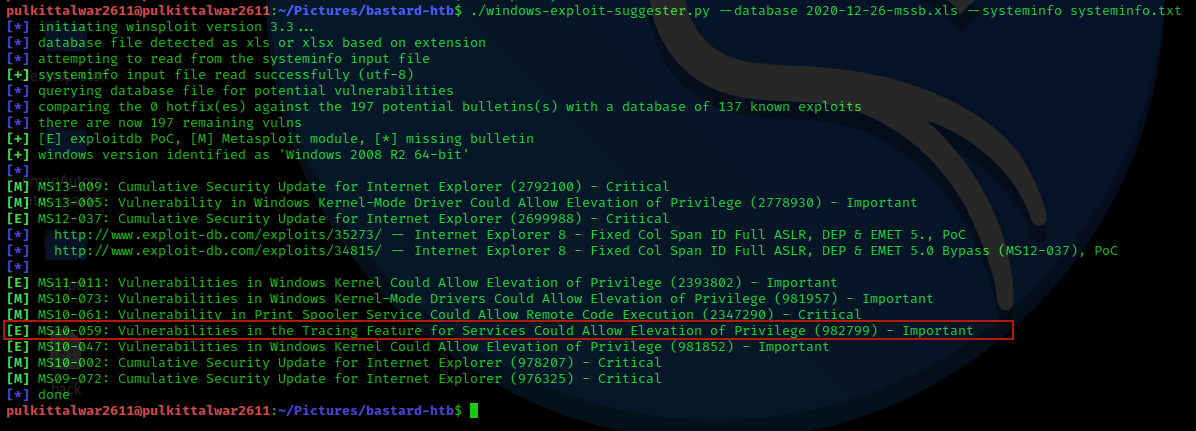 pulkittalwar2611@pulkittalwar2611:~/Pictures/bastard-htb$ ./windows-exploit-suggester.py --database 2020-12-26-mssb.xls --systeminfo systeminfo.txt
[*] initiating winsploit version 3.3...
[*] database file detected as xls or xlsx based on extension
[*] attempting to read from the systeminfo input file
[+] systeminfo input file read successfully (utf-8)
[*] querying database file for potential vulnerabilities
[*] comparing the 0 hotfix(es) against the 197 potential bulletins(s) with a database of 137 known exploits
[*] there are now 197 remaining vulns
[+] [E] exploitdb PoC, [M] Metasploit module, [*] missing bulletin
[+] windows version identified as 'Windows 2008 R2 64-bit'
[*]
[M] MS13-009: Cumulative Security Update for Internet Explorer (2792100) - Critical
[M] MS13-005: Vulnerability in Windows Kernel-Mode Driver Could Allow Elevation of Privilege (2778930) - Important
[E] MS12-037: Cumulative Security Update for Internet Explorer (2699988) - Critical
[*]   http://www.exploit-db.com/exploits/35273/ -- Internet Explorer 8 - Fixed Col Span ID Full ASLR, DEP & EMET 5., PoC
[*]   http://www.exploit-db.com/exploits/34815/ -- Internet Explorer 8 - Fixed Col Span ID Full ASLR, DEP & EMET 5.0 Bypass (MS12-037), PoC
[*]
[E] MS11-011: Vulnerabilities in Windows Kernel Could Allow Elevation of Privilege (2393802) - Important
[M] MS10-073: Vulnerabilities in Windows Kernel-Mode Drivers Could Allow Elevation of Privilege (981957) - Important
[M] MS10-061: Vulnerability in Print Spooler Service Could Allow Remote Code Execution (2347290) - Critical
[E] MS10-059: Vulnerabilities in the Tracing Feature for Services Could Allow Elevation of Privilege (982799) - Important
[E] MS10-047: Vulnerabilities in Windows Kernel Could Allow Elevation of Privilege (981852) - Important
[M] MS10-002: Cumulative Security Update for Internet Explorer (978207) - Critical
[M] MS09-072: Cumulative Security Update for Internet Explorer (976325) - Critical
[*] done
pulkittalwar2611@pulkittalwar2611:~/Pictures/bastard-htb$